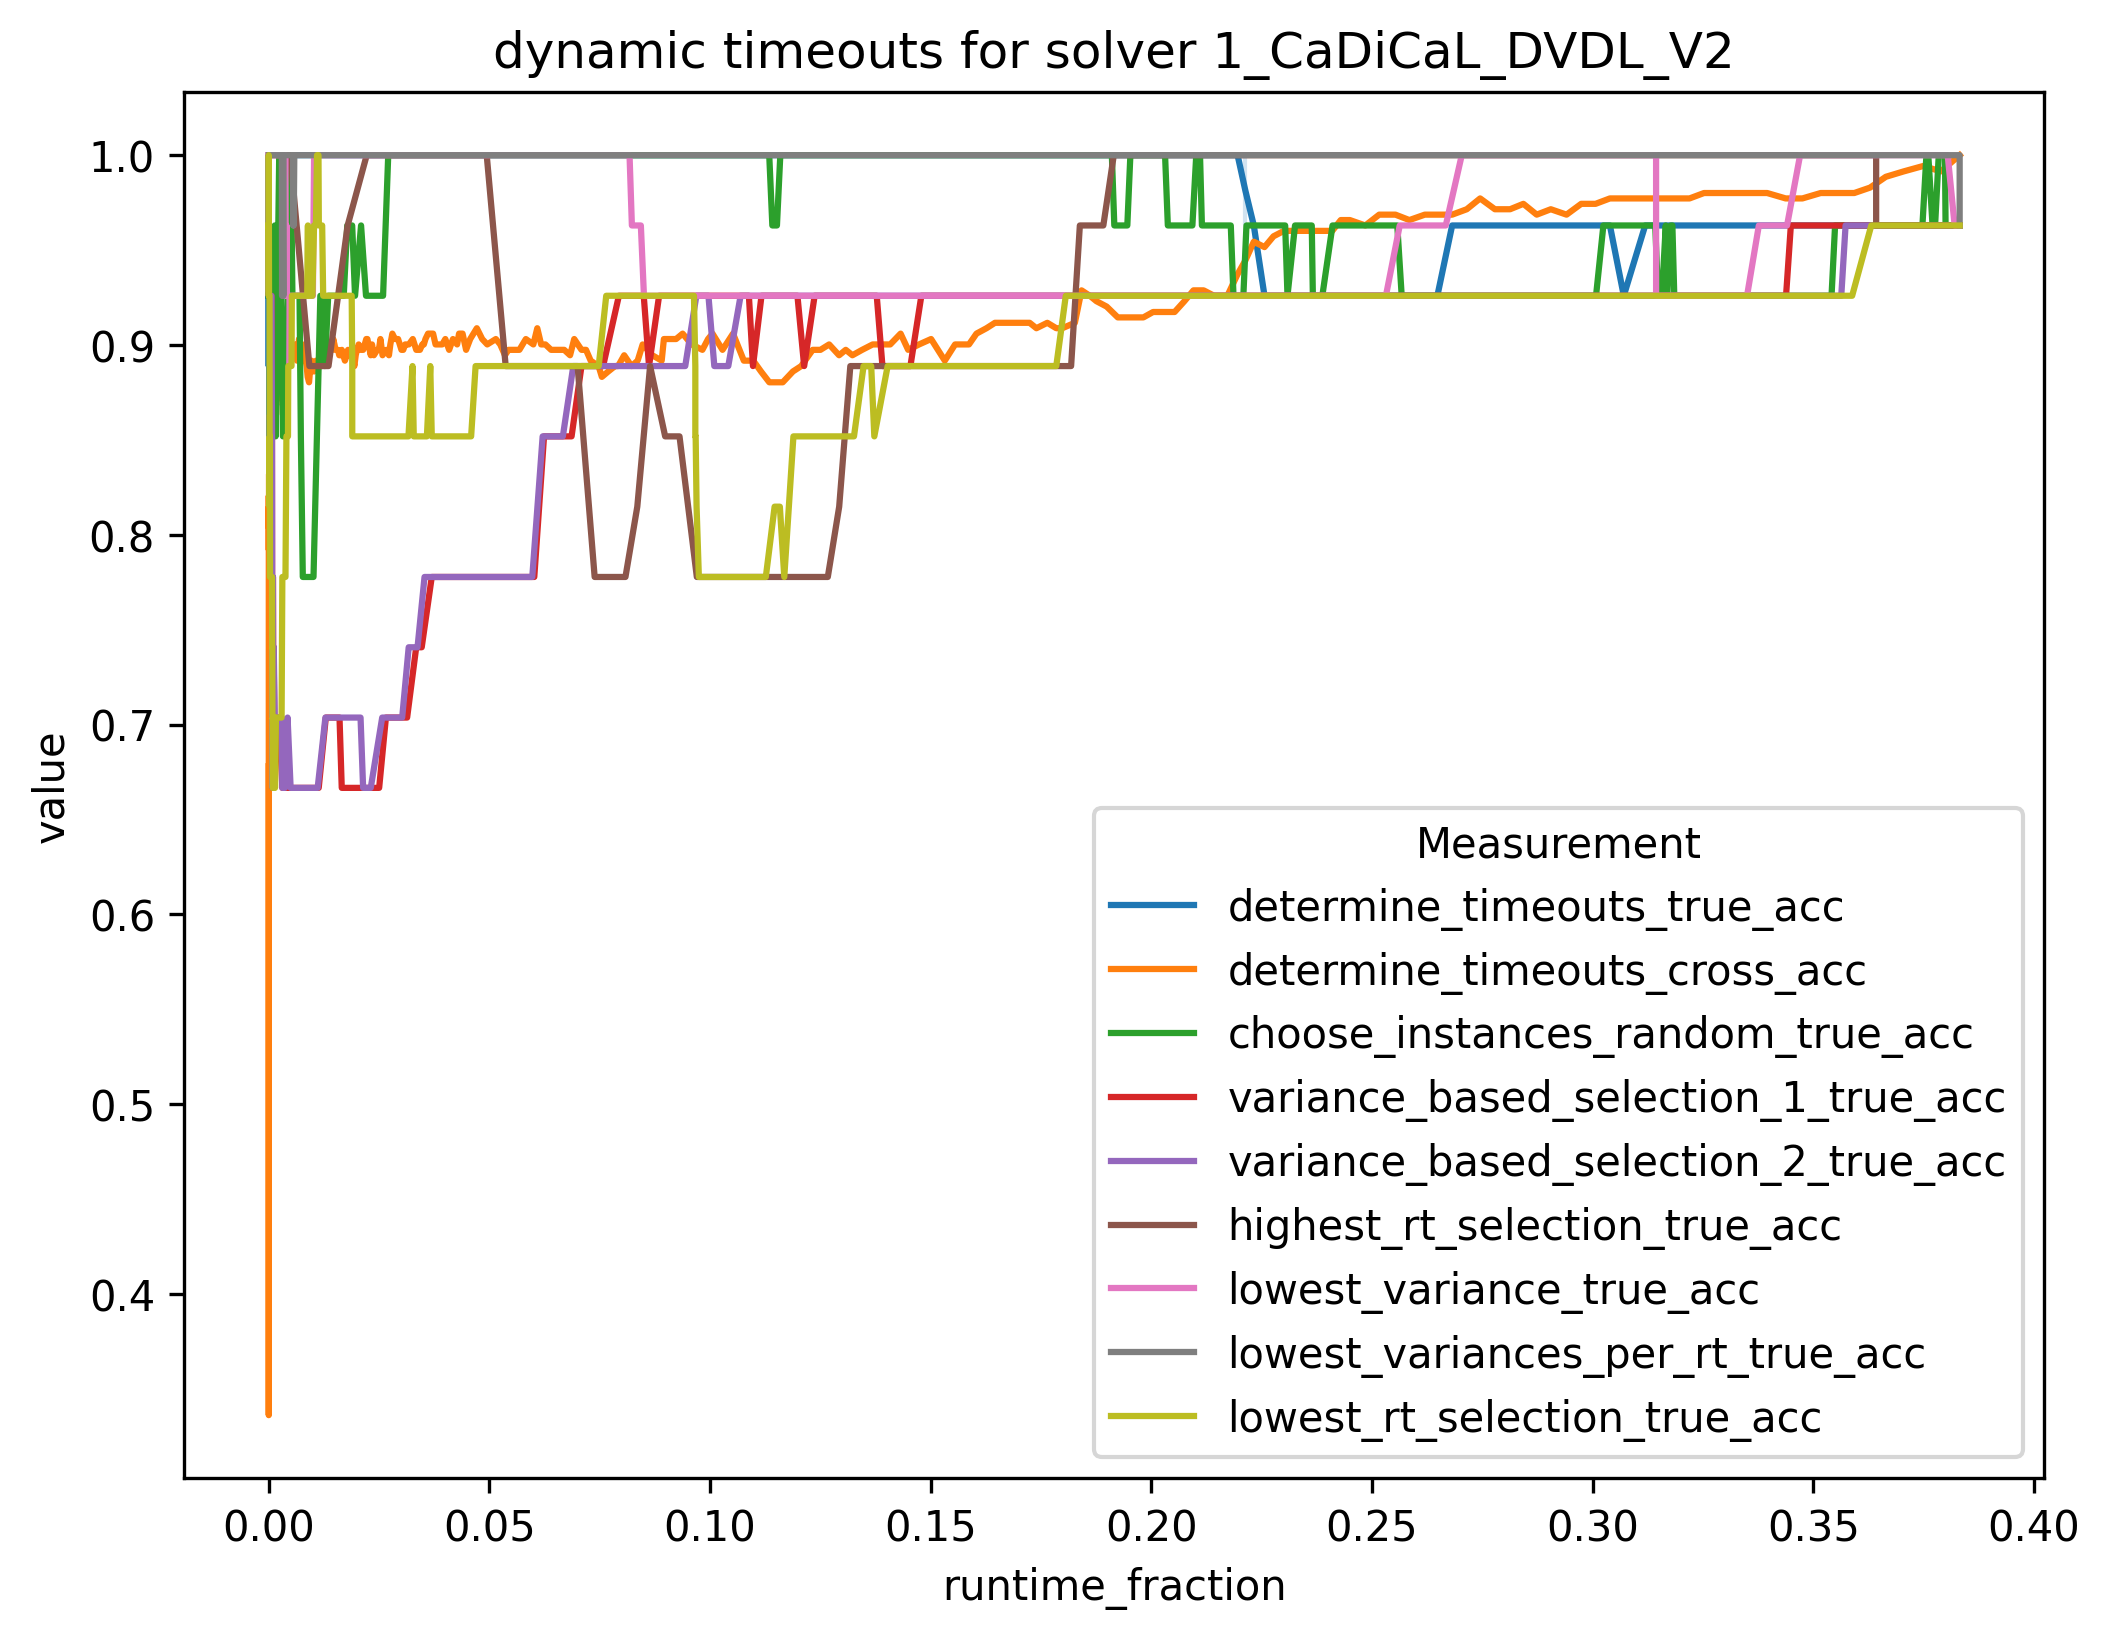 dynamic timeouts for solver 1_CaDiCaL_DVDL_V2
1.0
0.9
0.8
0.7
0.6
0.5
0.4
value
Measurement
determine_timeouts_true_acc
determine_timeouts_cross_acc
choose_instances_random_true_acc
variance_based_selection_1_true_acc
variance_based_selection_2_true_acc
highest_rt_selection_true_acc
lowest_variance_true_acc
lowest_variances_per_rt_true_acc
lowest_rt_selection_true_acc
0.00 0.05 0.10 0.15 0.20 0.25 0.30 0.35 0.40
runtime_fraction